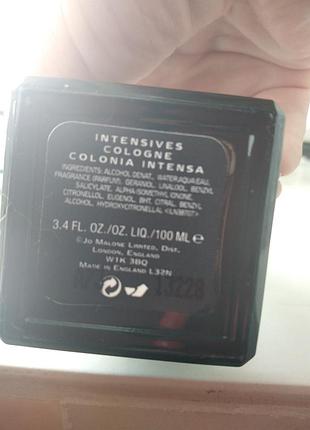 INTENSIVES
COLOGNE
COLONIA INTENSA
INGREDIENTS: ALCOHOL DENAT., WATER\AQUA\EAU,
FRAGRANCE (PARFUM), GERANIOL, LINALOOL, BENZYL
SALICYLATE, ALPHA-ISOMETHYL IONONE,
CITRONELLOL, EUGENOL, BHT, CITRAL, BENZYL
ALCOHOL, HYDROXYCITRONELLAL
3.4 FL. OZ./OZ. LIQ./100 ML ℮
©JO MALONE LIMITED, DIST.
LONDON, ENGLAND
W1K 3BQ
MADE IN ENGLAND L32N
13228